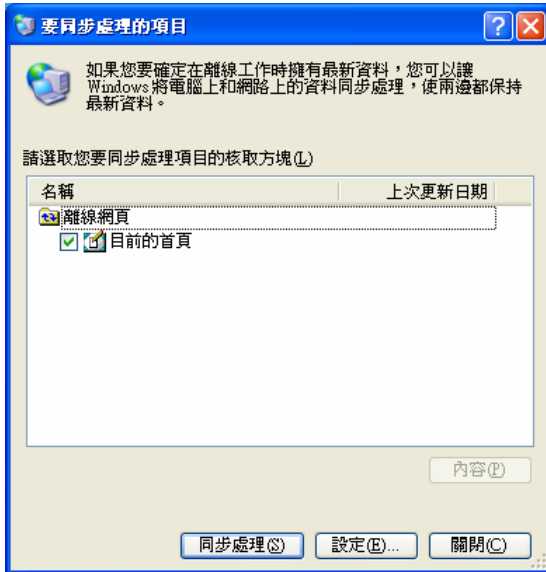 要同步處理的項目
如果您要確定在離線工作時擁有最新資料，您可以讓
Windows 將電腦上和網路上的資料同步處理，使兩邊都保持
最新資料。
請選取您要同步處理項目的核取方塊(L)
名稱 上次更新日期
離線網頁
目前的首頁
內容(P)
同步處理(S) 設定(E)... 關閉(C)